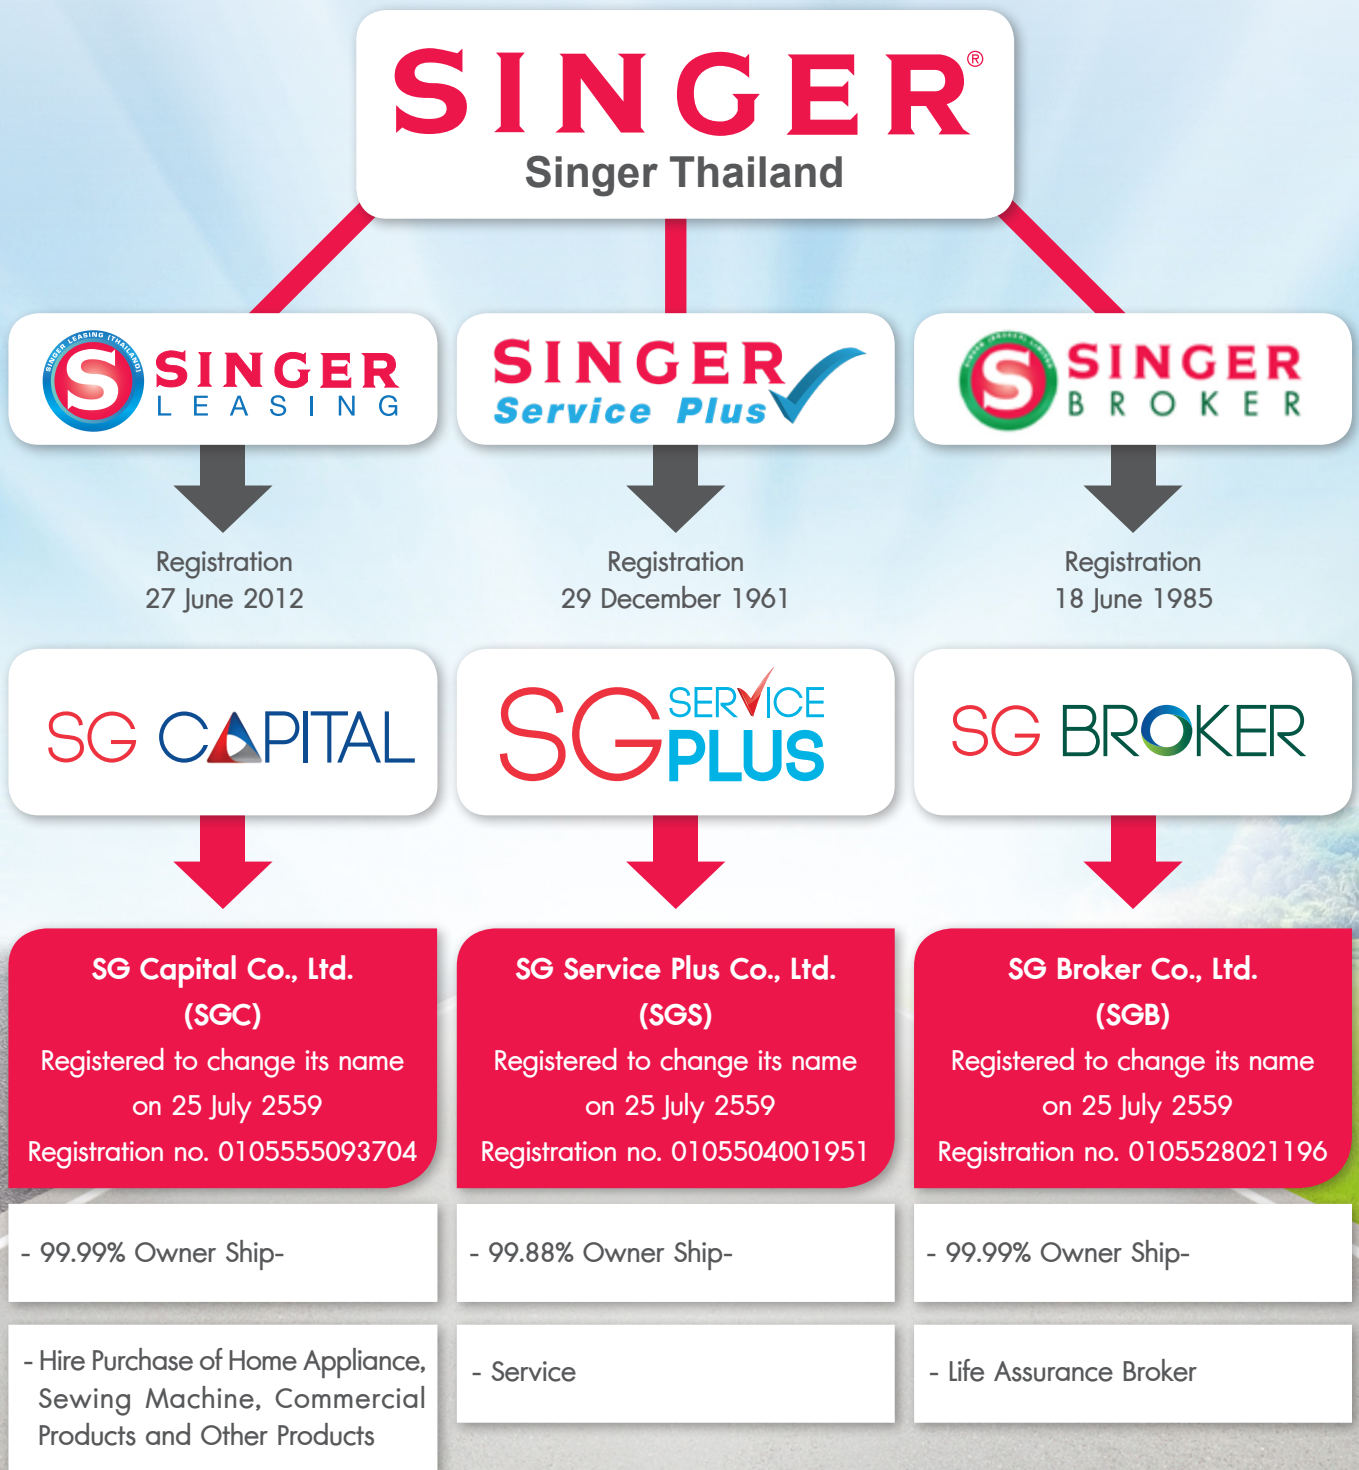 SINGER®
Singer Thailand
SINGER LEASING (THAILAND)
S
SINGER
LEASING
SINGER
Service Plus
S
SINGER
BROKER
Registration
27 June 2012
Registration
29 December 1961
Registration
18 June 1985
SG CAPITAL
SG SERVICE
PLUS
SG BROKER
SG Capital Co., Ltd.
(SGC)
Registered to change its name
on 25 July 2559
Registration no. 0105555093704
SG Service Plus Co., Ltd.
(SGS)
Registered to change its name
on 25 July 2559
Registration no. 0105504001951
SG Broker Co., Ltd.
(SGB)
Registered to change its name
on 25 July 2559
Registration no. 0105528021196
- 99.99% Owner Ship-
- 99.88% Owner Ship-
- 99.99% Owner Ship-
- Hire Purchase of Home Appliance,
Sewing Machine, Commercial
Products and Other Products
- Service
- Life Assurance Broker